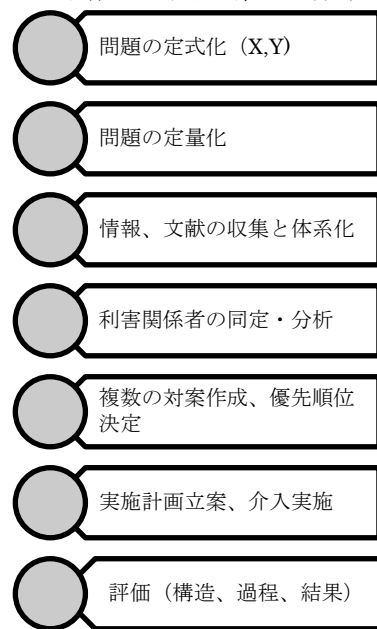 問題の定式化（X,Y)
問題の定量化
情報、文献の収集と体系化
利害関係者の同定・分析
複数の対案作成、優先順位
決定
実施計画立案、介入実施
評価（構造、過程、結果）